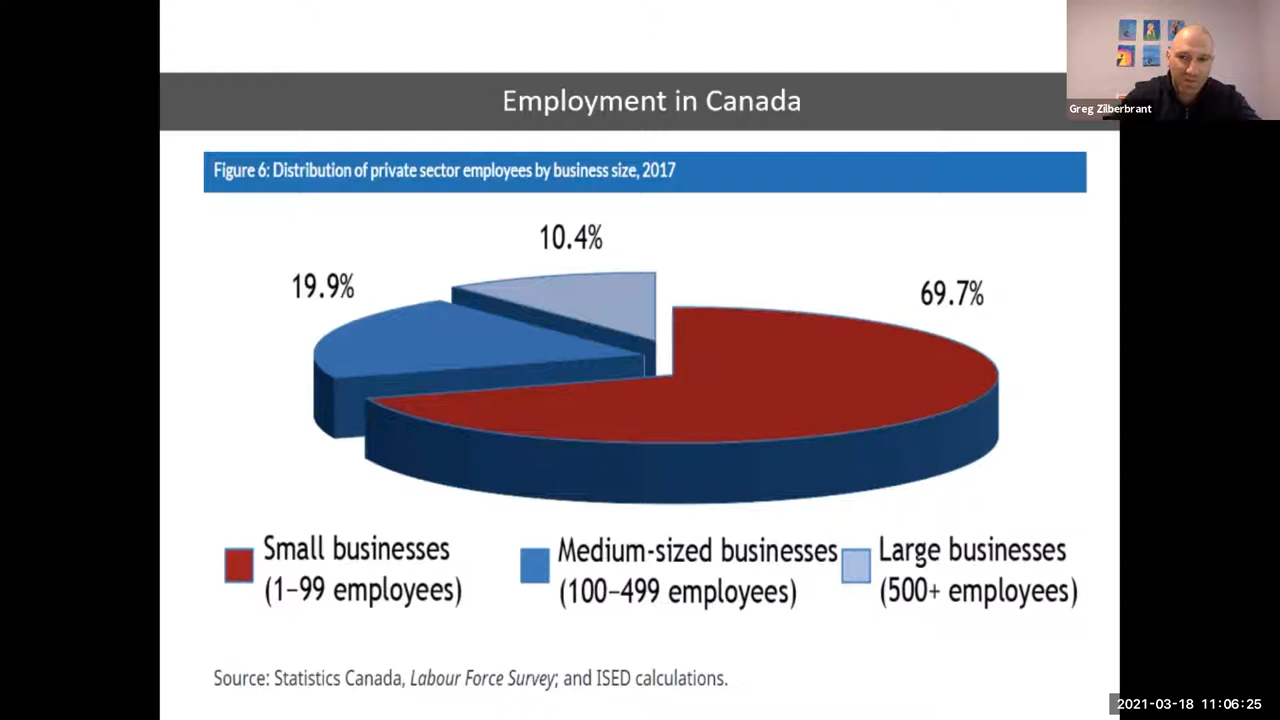 Employment in Canada
Greg Zilberbrant
Figure 6: Distribution of private sector employees by business size, 2017
10.4%
19.9%
69.7%
Small businesses
(1–99 employees)
Medium-sized businesses
(100–499 employees)
Large businesses
(500+ employees)
Source: Statistics Canada, Labour Force Survey; and ISED calculations.
2021-03-18 11:06:25